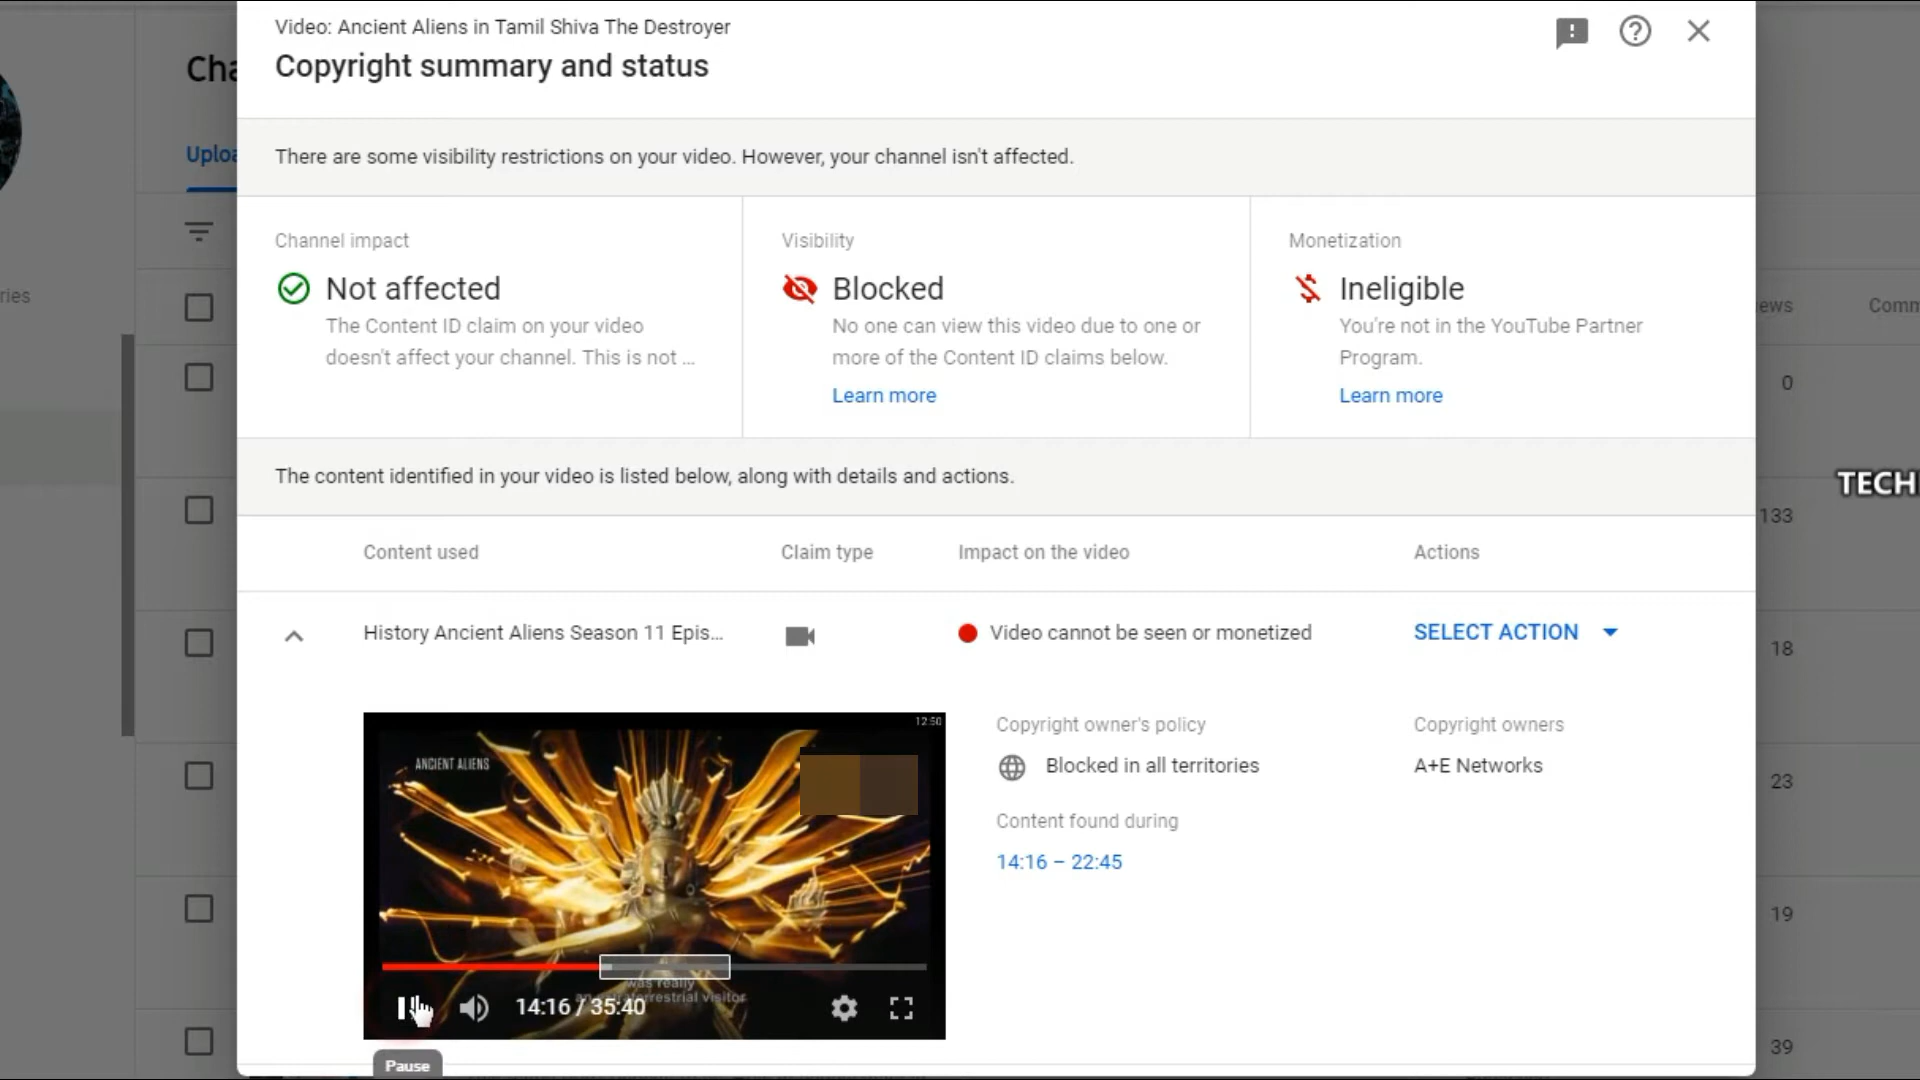 Video: Ancient Aliens in Tamil Shiva The Destroyer
Copyright summary and status
Cha
Uploa
There are some visibility restrictions on your video. However, your channel isn't affected.
Channel impact
Not affected
The Content ID claim on your video
doesn't affect your channel. This is not ...
Visibility
Blocked
No one can view this video due to one or
more of the Content ID claims below.
Learn more
Monetization
Ineligible
You're not in the YouTube Partner
Program.
Learn more
ries
ews
Comm
0
The content identified in your video is listed below, along with details and actions.
TECH
133
Content used
Claim type
Impact on the video
Actions
History Ancient Aliens Season 11 Epis...
Video cannot be seen or monetized
SELECT ACTION
18
12:50
ANCIENT ALIENS
Copyright owner's policy
Blocked in all territories
Copyright owners
A+E Networks
23
Content found during
14:16 – 22:45
19
was really
14:16 / 35:40
visitor
39
Pause